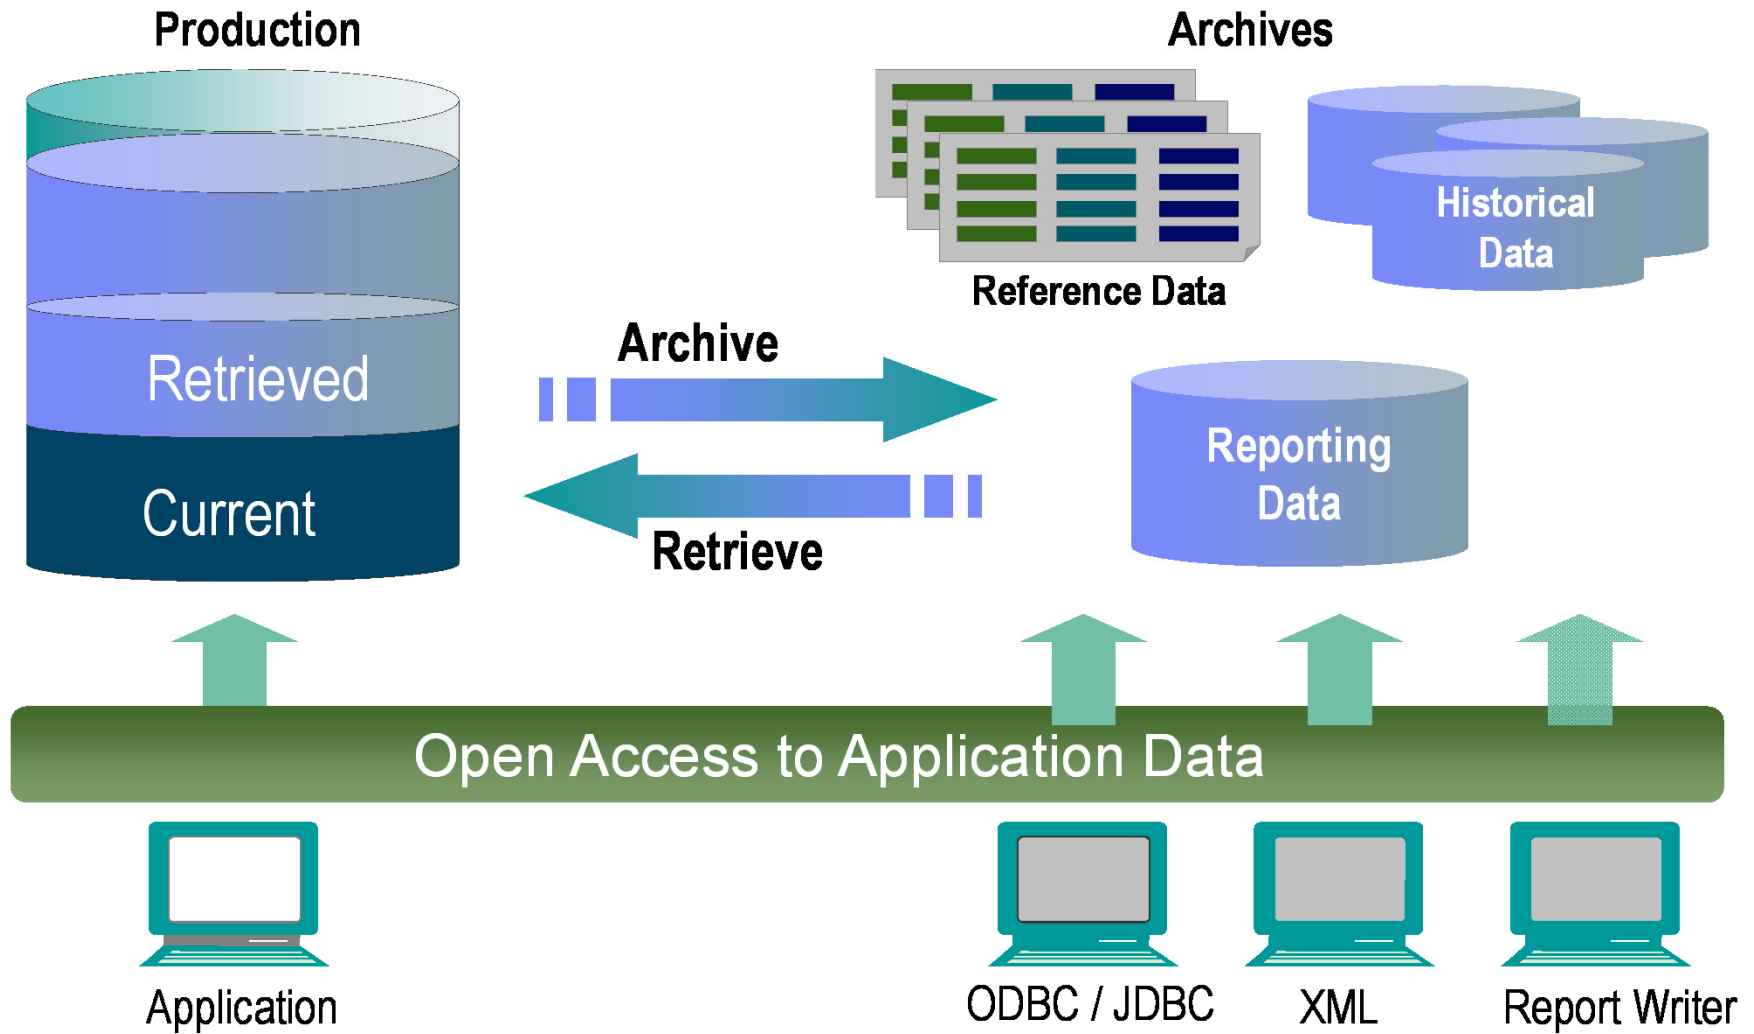 Production
Archives
Reference Data
Historical
Data
Archive
Retrieved
Reporting
Data
Current
Retrieve
Open Access to Application Data
Application
ODBC / JDBC
XML
Report Writer